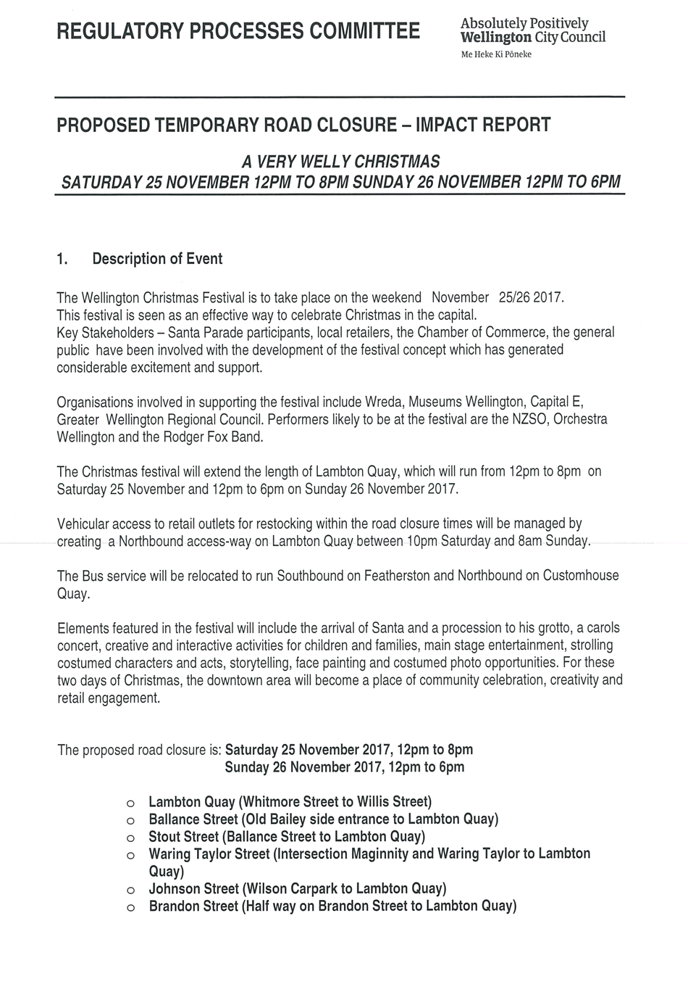 REGULATORY PROCESSES COMMITTEE
Absolutely Positively
Wellington City Council
Me Heke Ki Pōneke
PROPOSED TEMPORARY ROAD CLOSURE – IMPACT REPORT
A VERY WELLY CHRISTMAS
SATURDAY 25 NOVEMBER 12PM TO 8PM SUNDAY 26 NOVEMBER 12PM TO 6PM
1. Description of Event
The Wellington Christmas Festival is to take place on the weekend November 25/26 2017.
This festival is seen as an effective way to celebrate Christmas in the capital.
Key Stakeholders – Santa Parade participants, local retailers, the Chamber of Commerce, the general
public have been involved with the development of the festival concept which has generated
considerable excitement and support.
Organisations involved in supporting the festival include Wreda, Museums Wellington, Capital E,
Greater Wellington Regional Council. Performers likely to be at the festival are the NZSO, Orchestra
Wellington and the Rodger Fox Band.
The Christmas festival will extend the length of Lambton Quay, which will run from 12pm to 8pm on
Saturday 25 November and 12pm to 6pm on Sunday 26 November 2017.
Vehicular access to retail outlets for restocking within the road closure times will be managed by
creating a Northbound access-way on Lambton Quay between 10pm Saturday and 8am Sunday.
The Bus service will be relocated to run Southbound on Featherston and Northbound on Customhouse
Quay.
Elements featured in the festival will include the arrival of Santa and a procession to his grotto, a carols
concert, creative and interactive activities for children and families, main stage entertainment, strolling
costumed characters and acts, storytelling, face painting and costumed photo opportunities. For these
two days of Christmas, the downtown area will become a place of community celebration, creativity and
retail engagement.
The proposed road closure is: Saturday 25 November 2017, 12pm to 8pm
Sunday 26 November 2017, 12pm to 6pm
o Lambton Quay (Whitmore Street to Willis Street)
o Ballance Street (Old Bailey side entrance to Lambton Quay)
o Stout Street (Ballance Street to Lambton Quay)
o Waring Taylor Street (Intersection Maginnity and Waring Taylor to Lambton
Quay)
o Johnson Street (Wilson Carpark to Lambton Quay)
o Brandon Street (Half way on Brandon Street to Lambton Quay)